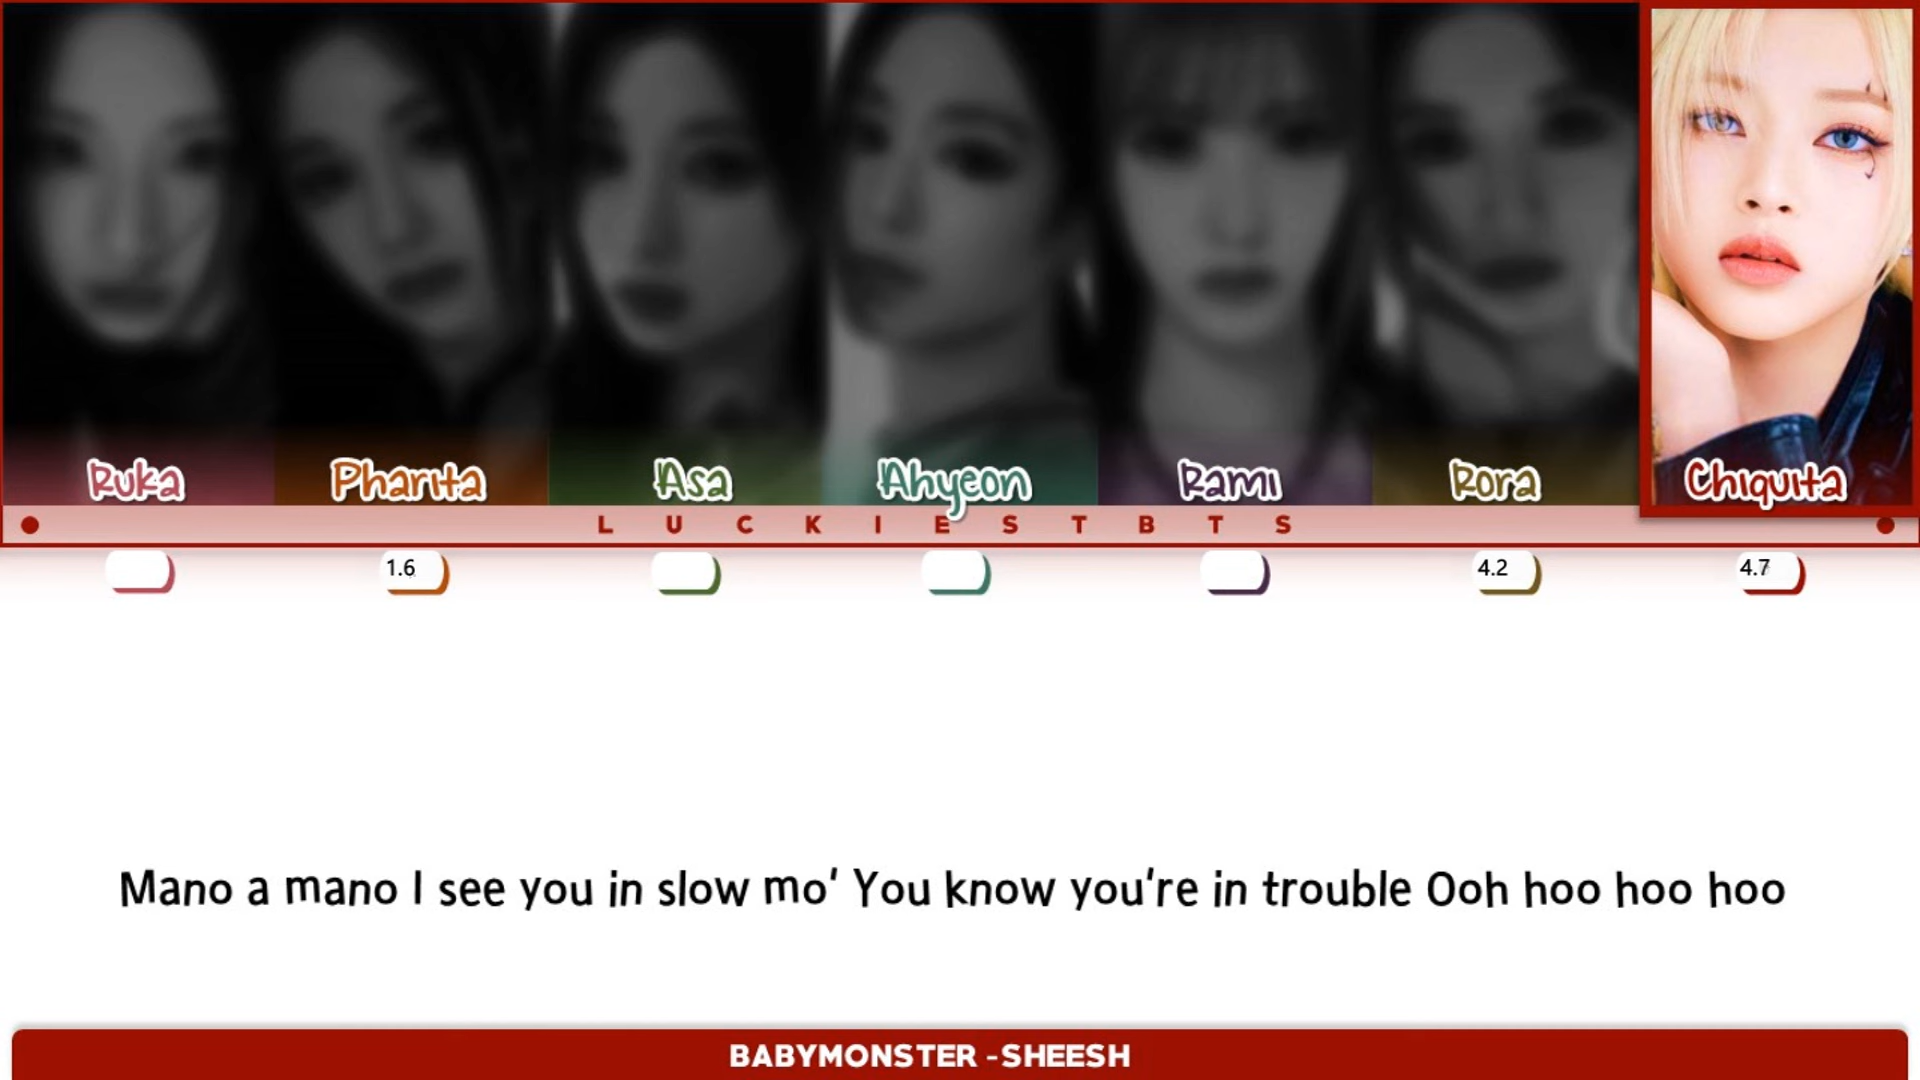 Ruka Pharita Asa Ahyeon Rami Rora Chiquita
LUCKIESTBTS
1.6 4.2 4.7
Mano a mano I see you in slow mo' You know you're in trouble Ooh hoo hoo hoo
BABYMONSTER -SHEESH